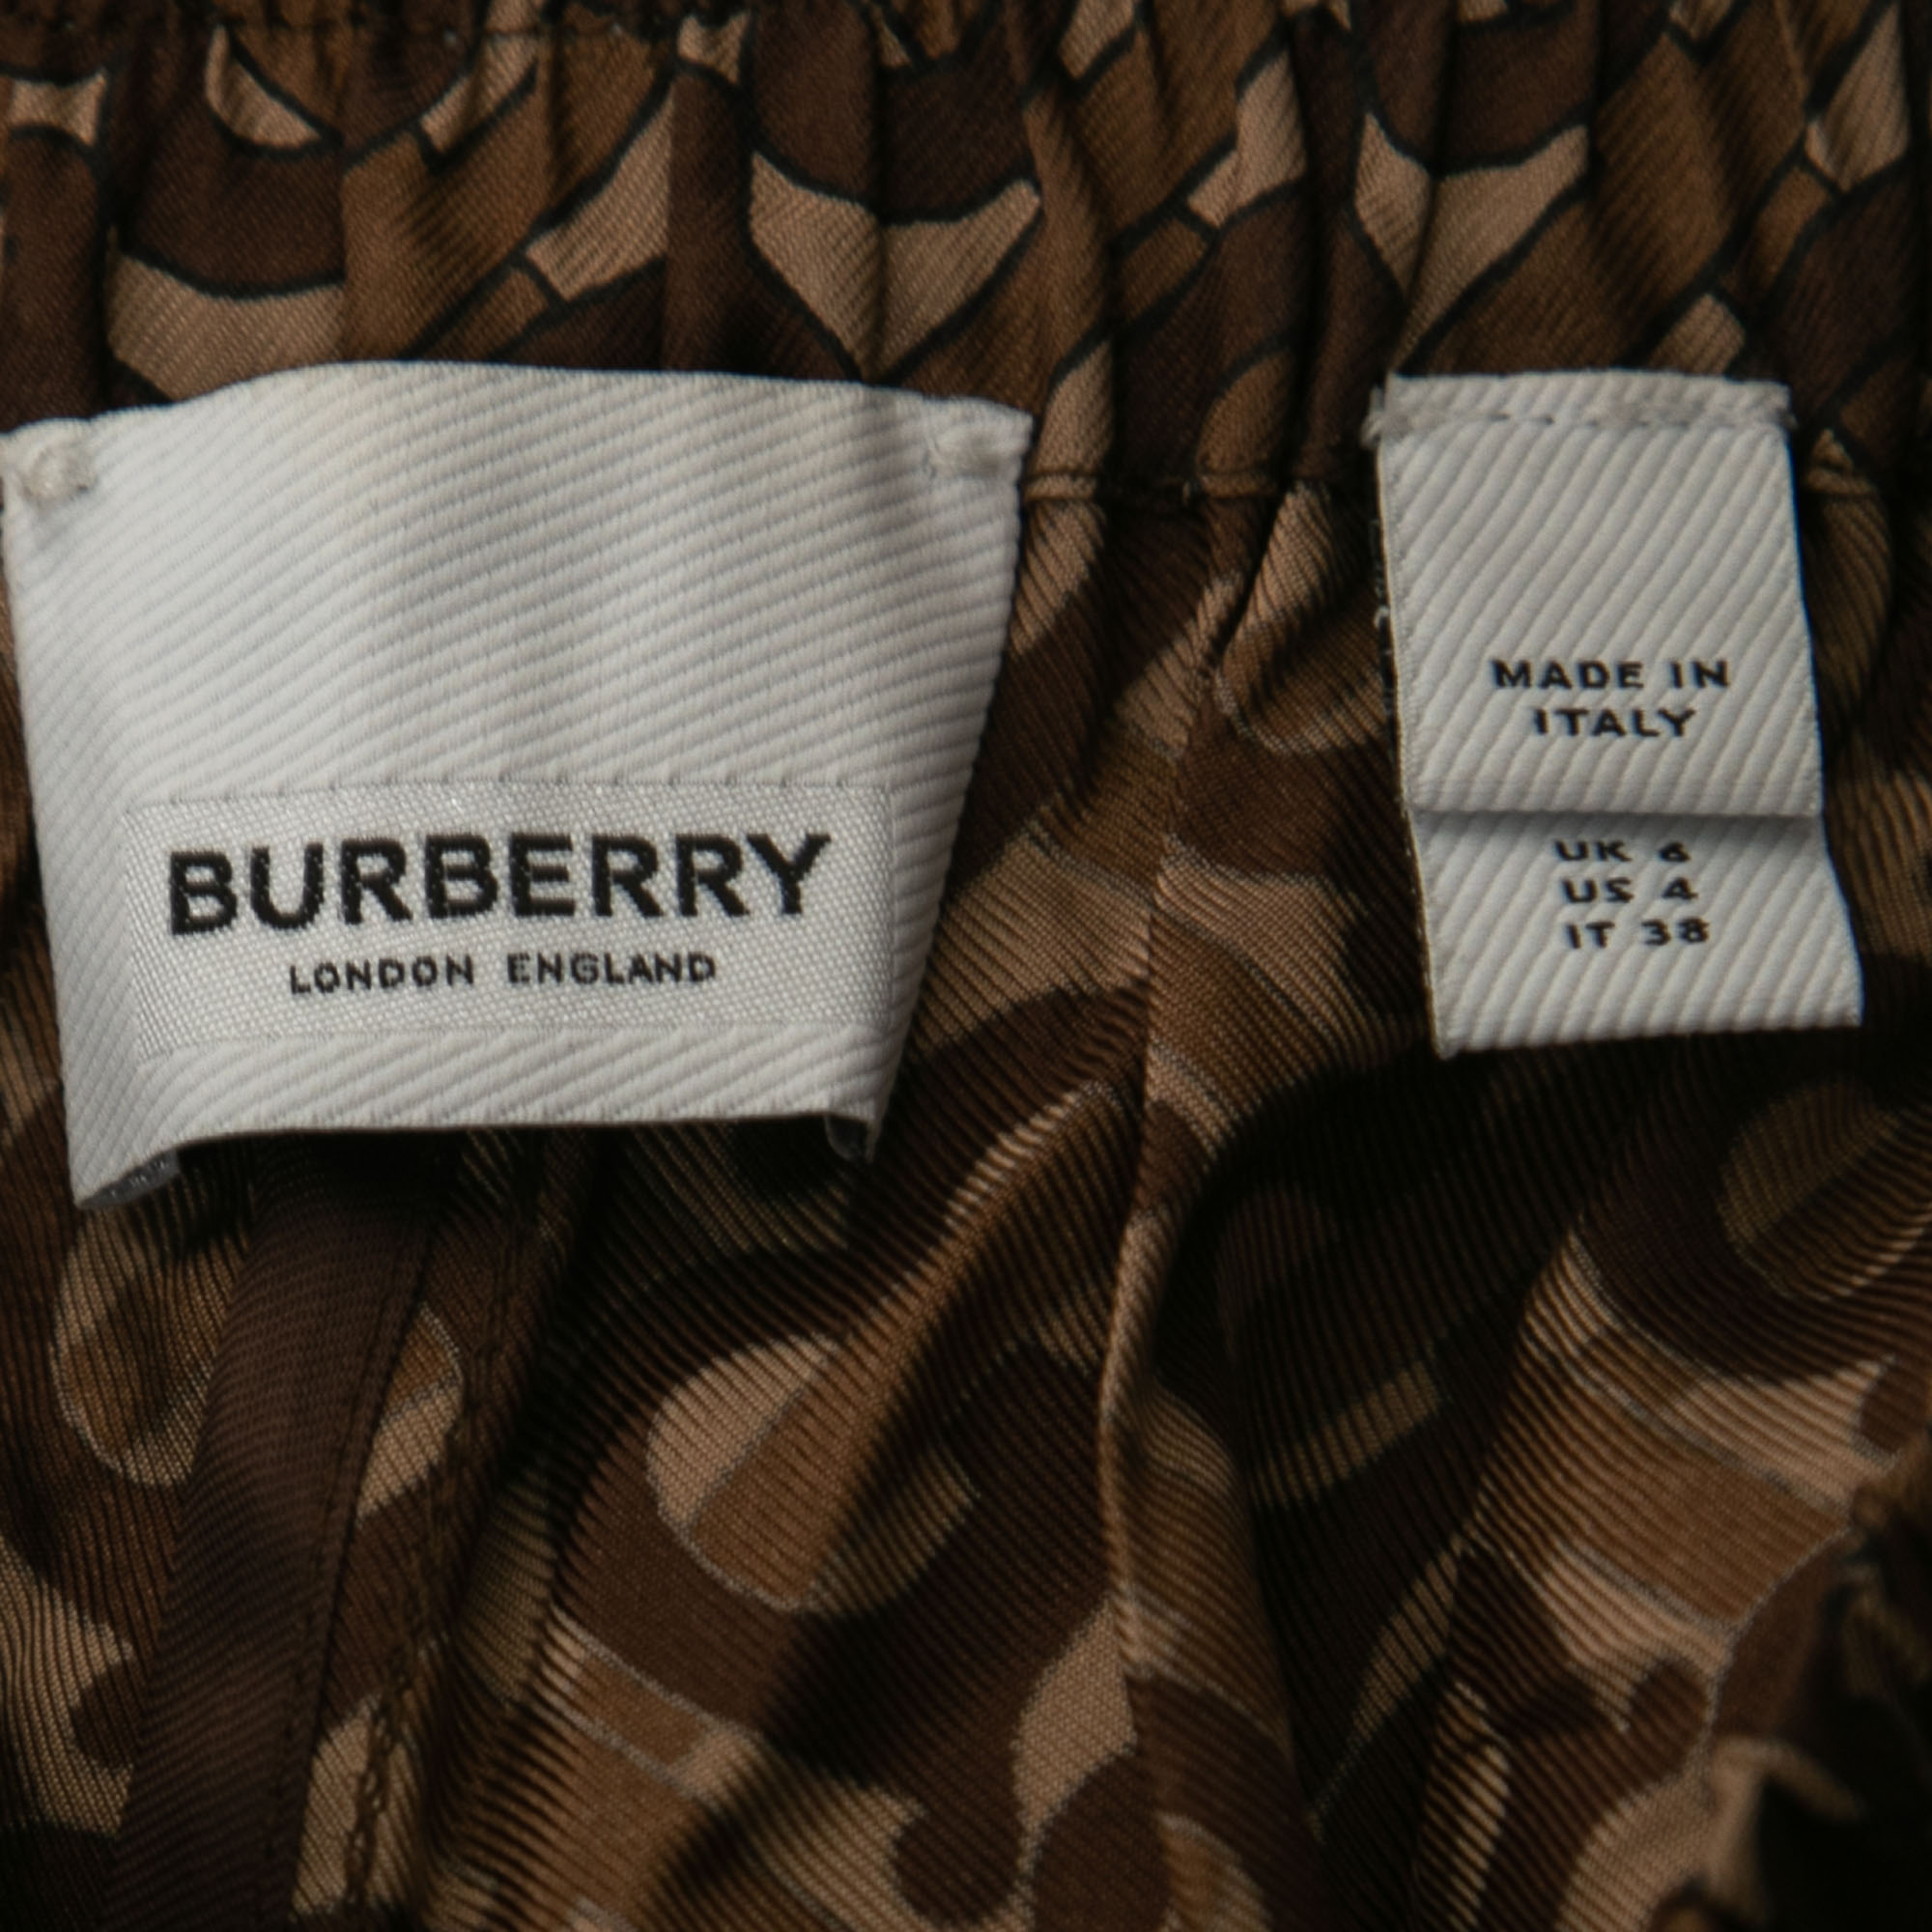 BURBERRY
LONDON ENGLAND
MADE IN
ITALY
UK 6
US 4
IT 38